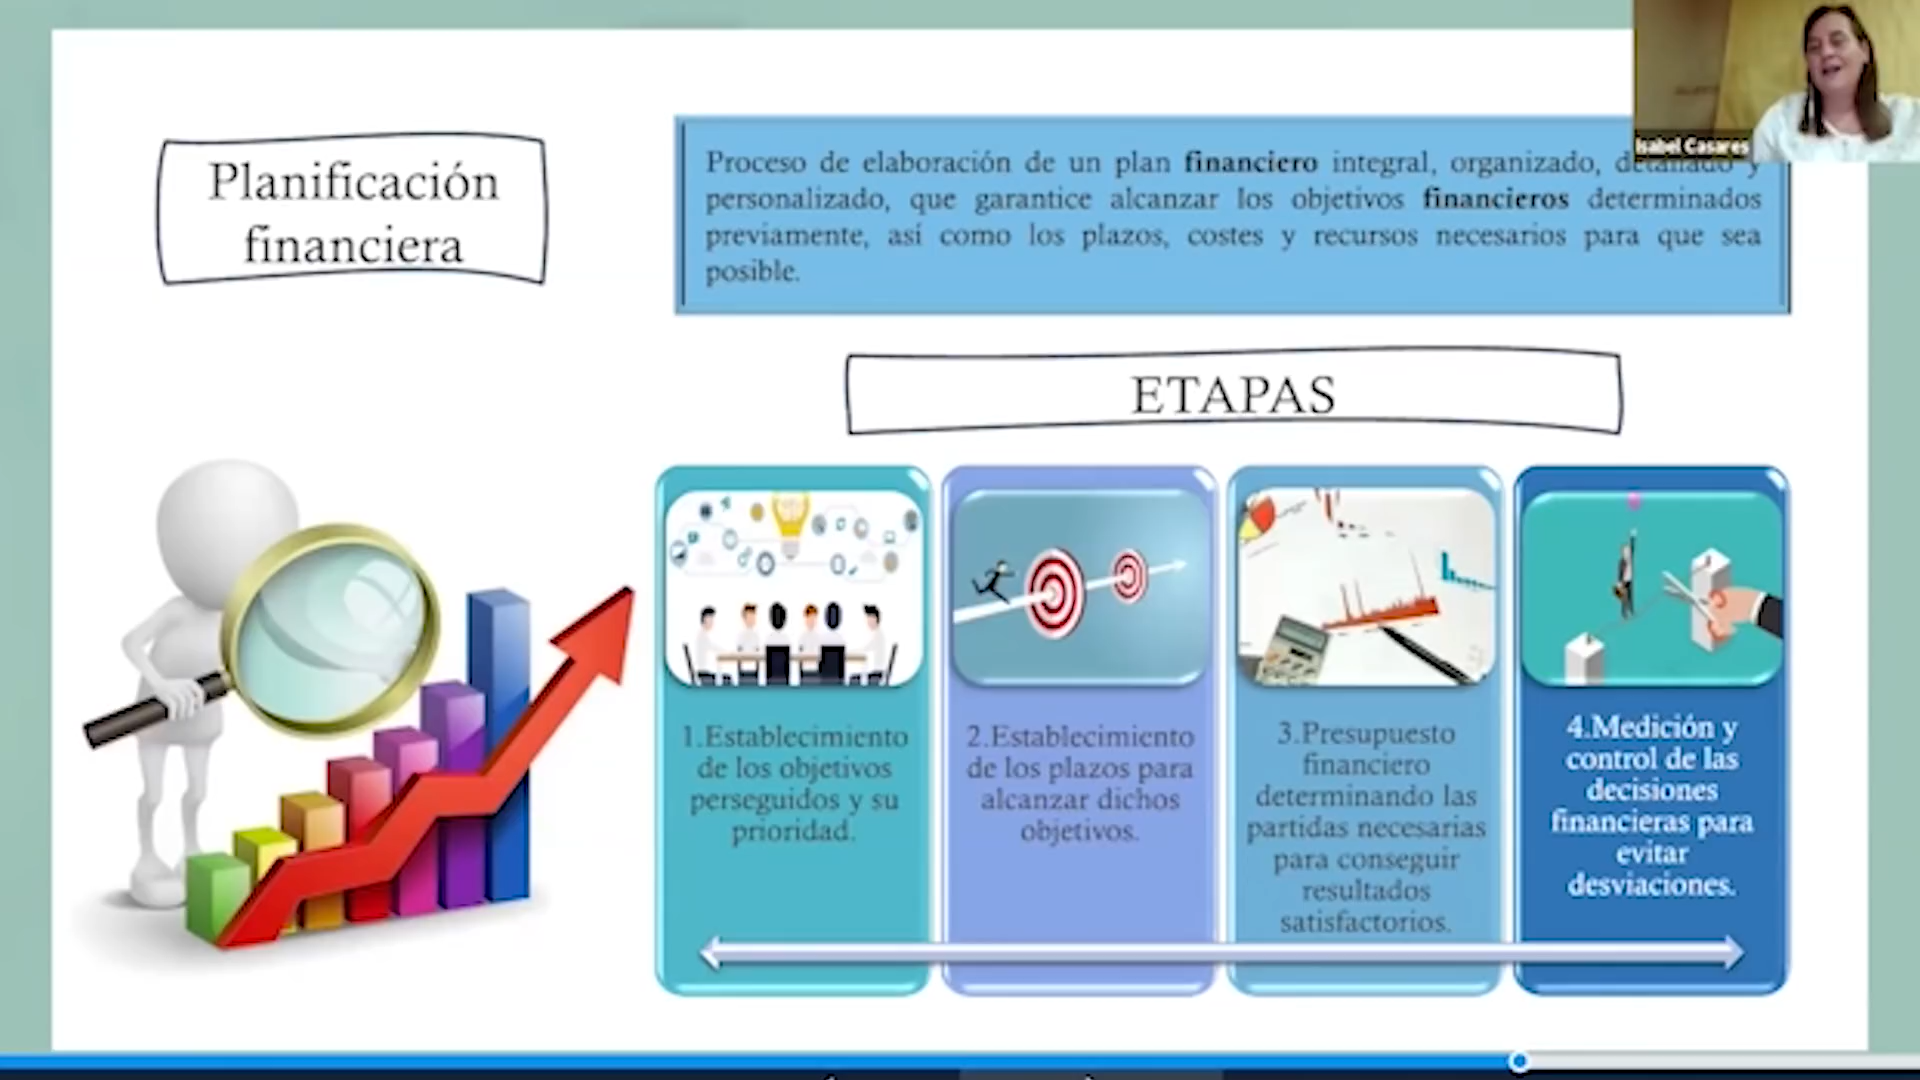 Planificación
financiera
Isabel Casares
Proceso de elaboración de un plan financiero integral, organizado, detallado y
personalizado, que garantice alcanzar los objetivos financieros determinados
previamente, así como los plazos, costes y recursos necesarios para que sea
posible.
ETAPAS
1.Establecimiento
de los objetivos
perseguidos y su
prioridad.
2.Establecimiento
de los plazos para
alcanzar dichos
objetivos.
3.Presupuesto
financiero
determinando las
partidas necesarias
para conseguir
resultados
satisfactorios.
4.Medición y
control de las
decisiones
financieras para
evitar
desviaciones.